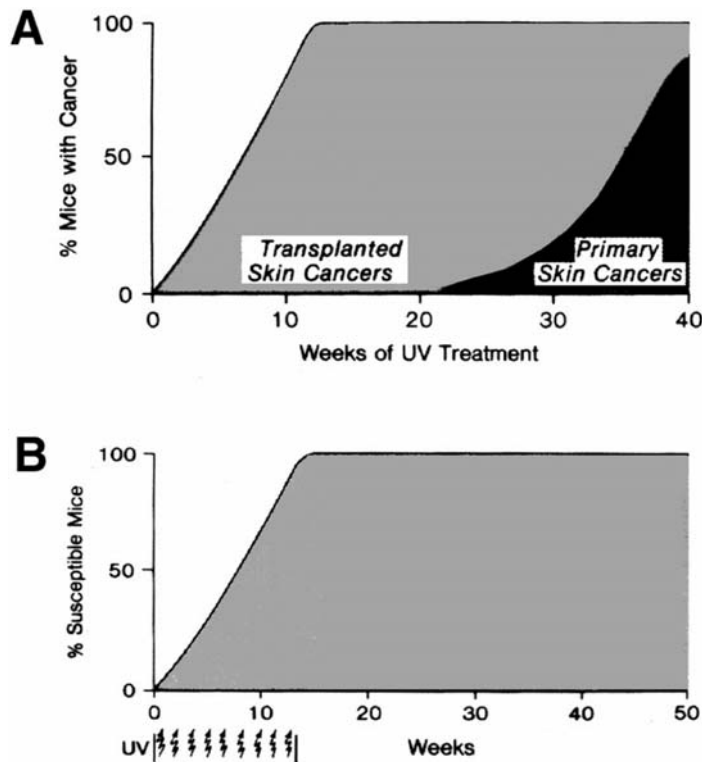 A
% Mice with Cancer
100
50
0
Transplanted
Skin Cancers
Primary
Skin Cancers
0 10 20 30 40
Weeks of UV Treatment
B
% Susceptible Mice
100
50
0
0 10 20 30 40 50
UV
Weeks